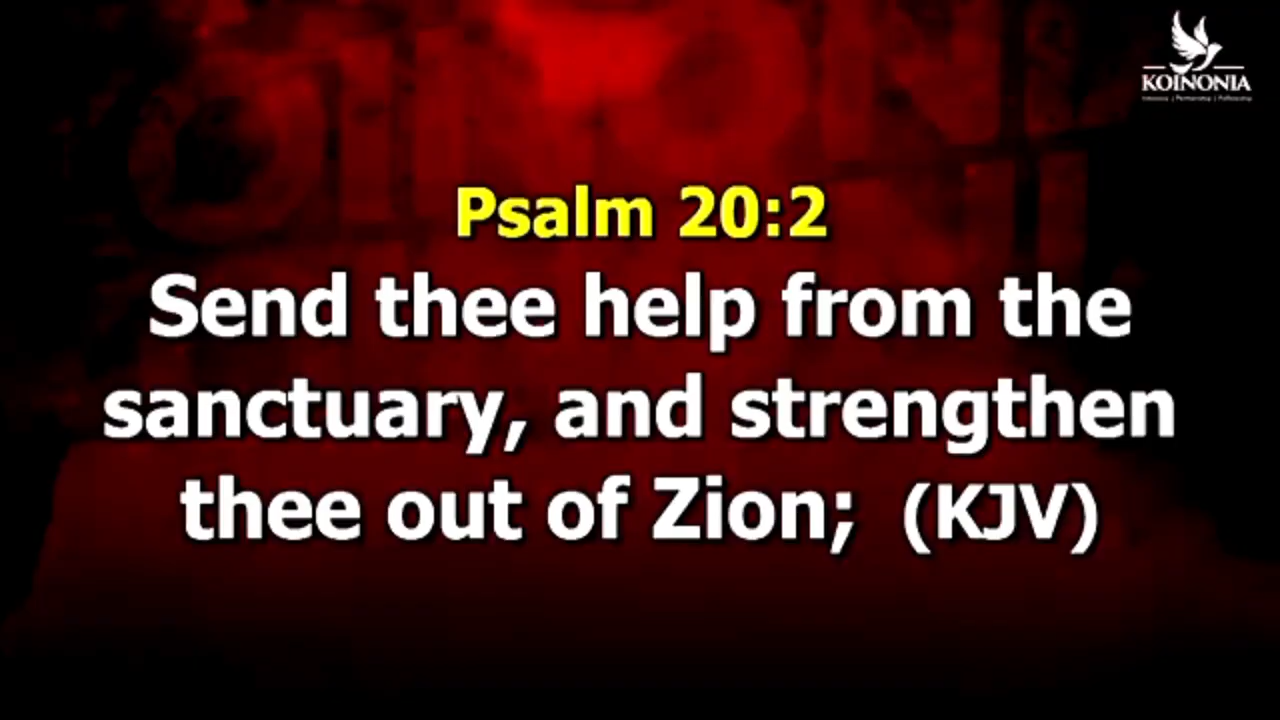 KOINONIA
Psalm 20:2
Send thee help from the
sanctuary, and strengthen
thee out of Zion;  (KJV)